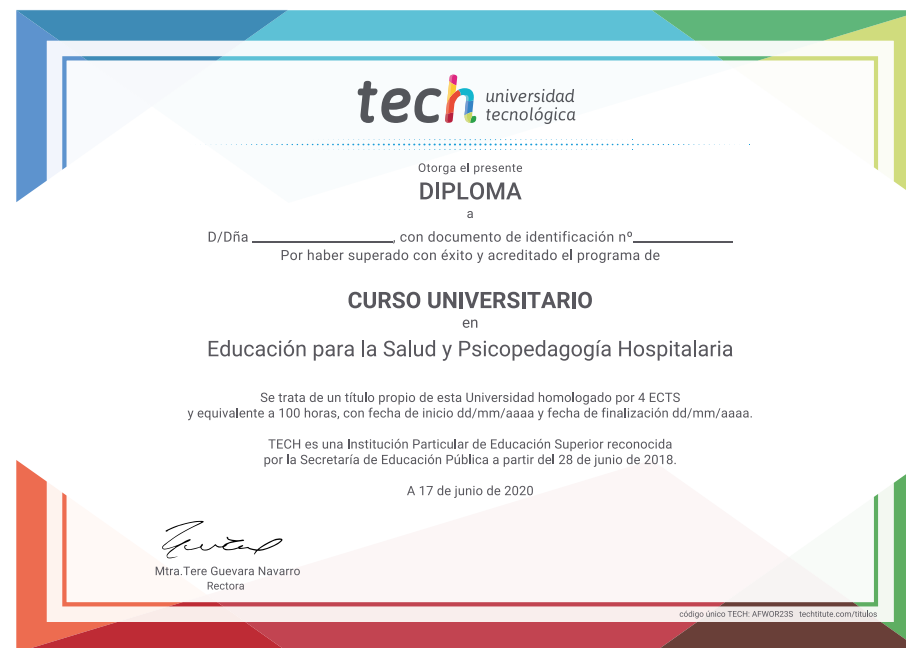 tech universidad
tecnológica
Otorga el presente
DIPLOMA
a
D/Dña ____________________, con documento de identificación nº______________
Por haber superado con éxito y acreditado el programa de
CURSO UNIVERSITARIO
en
Educación para la Salud y Psicopedagogía Hospitalaria
Se trata de un título propio de esta Universidad homologado por 4 ECTS
y equivalente a 100 horas, con fecha de inicio dd/mm/aaaa y fecha de finalización dd/mm/aaaa.
TECH es una Institución Particular de Educación Superior reconocida
por la Secretaría de Educación Pública a partir del 28 de junio de 2018.
A 17 de junio de 2020
Mtra.Tere Guevara Navarro
Rectora
código único TECH: AFWOR23S techtitute.com/titulos